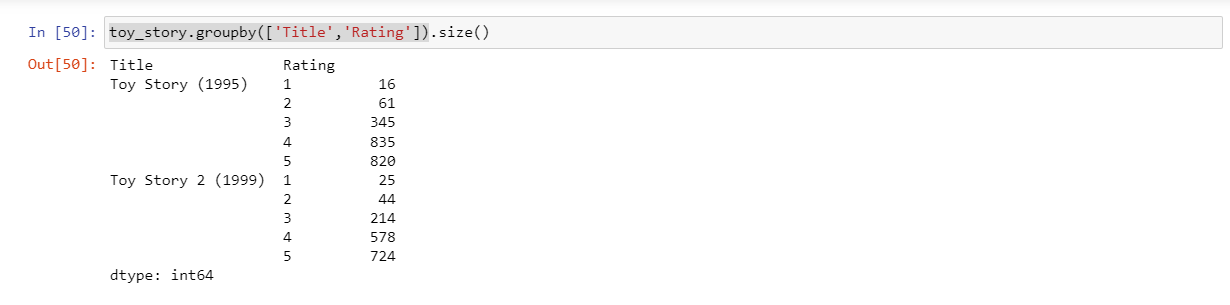 In [50]: toy_story.groupby(['Title','Rating']).size()
Out[50]: Title Rating
Toy Story (1995) 1 16
2 61
3 345
4 835
5 820
Toy Story 2 (1999) 1 25
2 44
3 214
4 578
5 724
dtype: int64